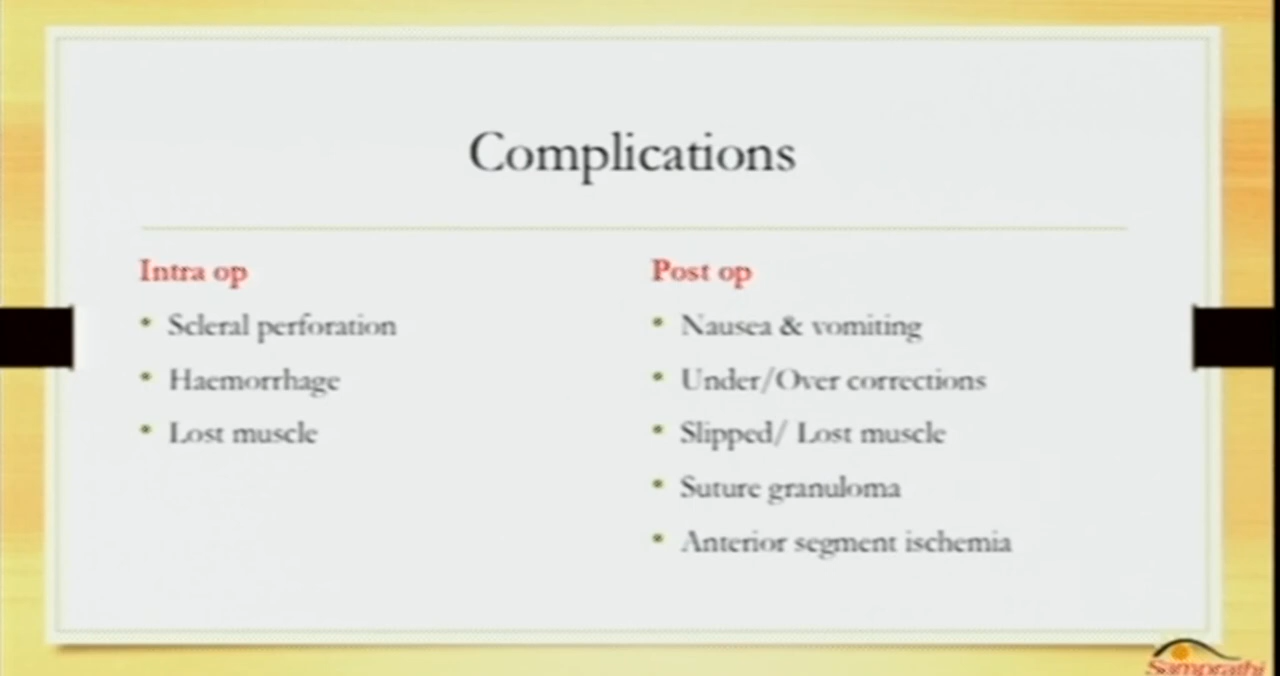 Complications
Intra op
Scleral perforation
Haemorrhage
Lost muscle
Post op
Nausea & vomiting
Under/Over corrections
Slipped/ Lost muscle
Suture granuloma
Anterior segment ischemia
Samprathi